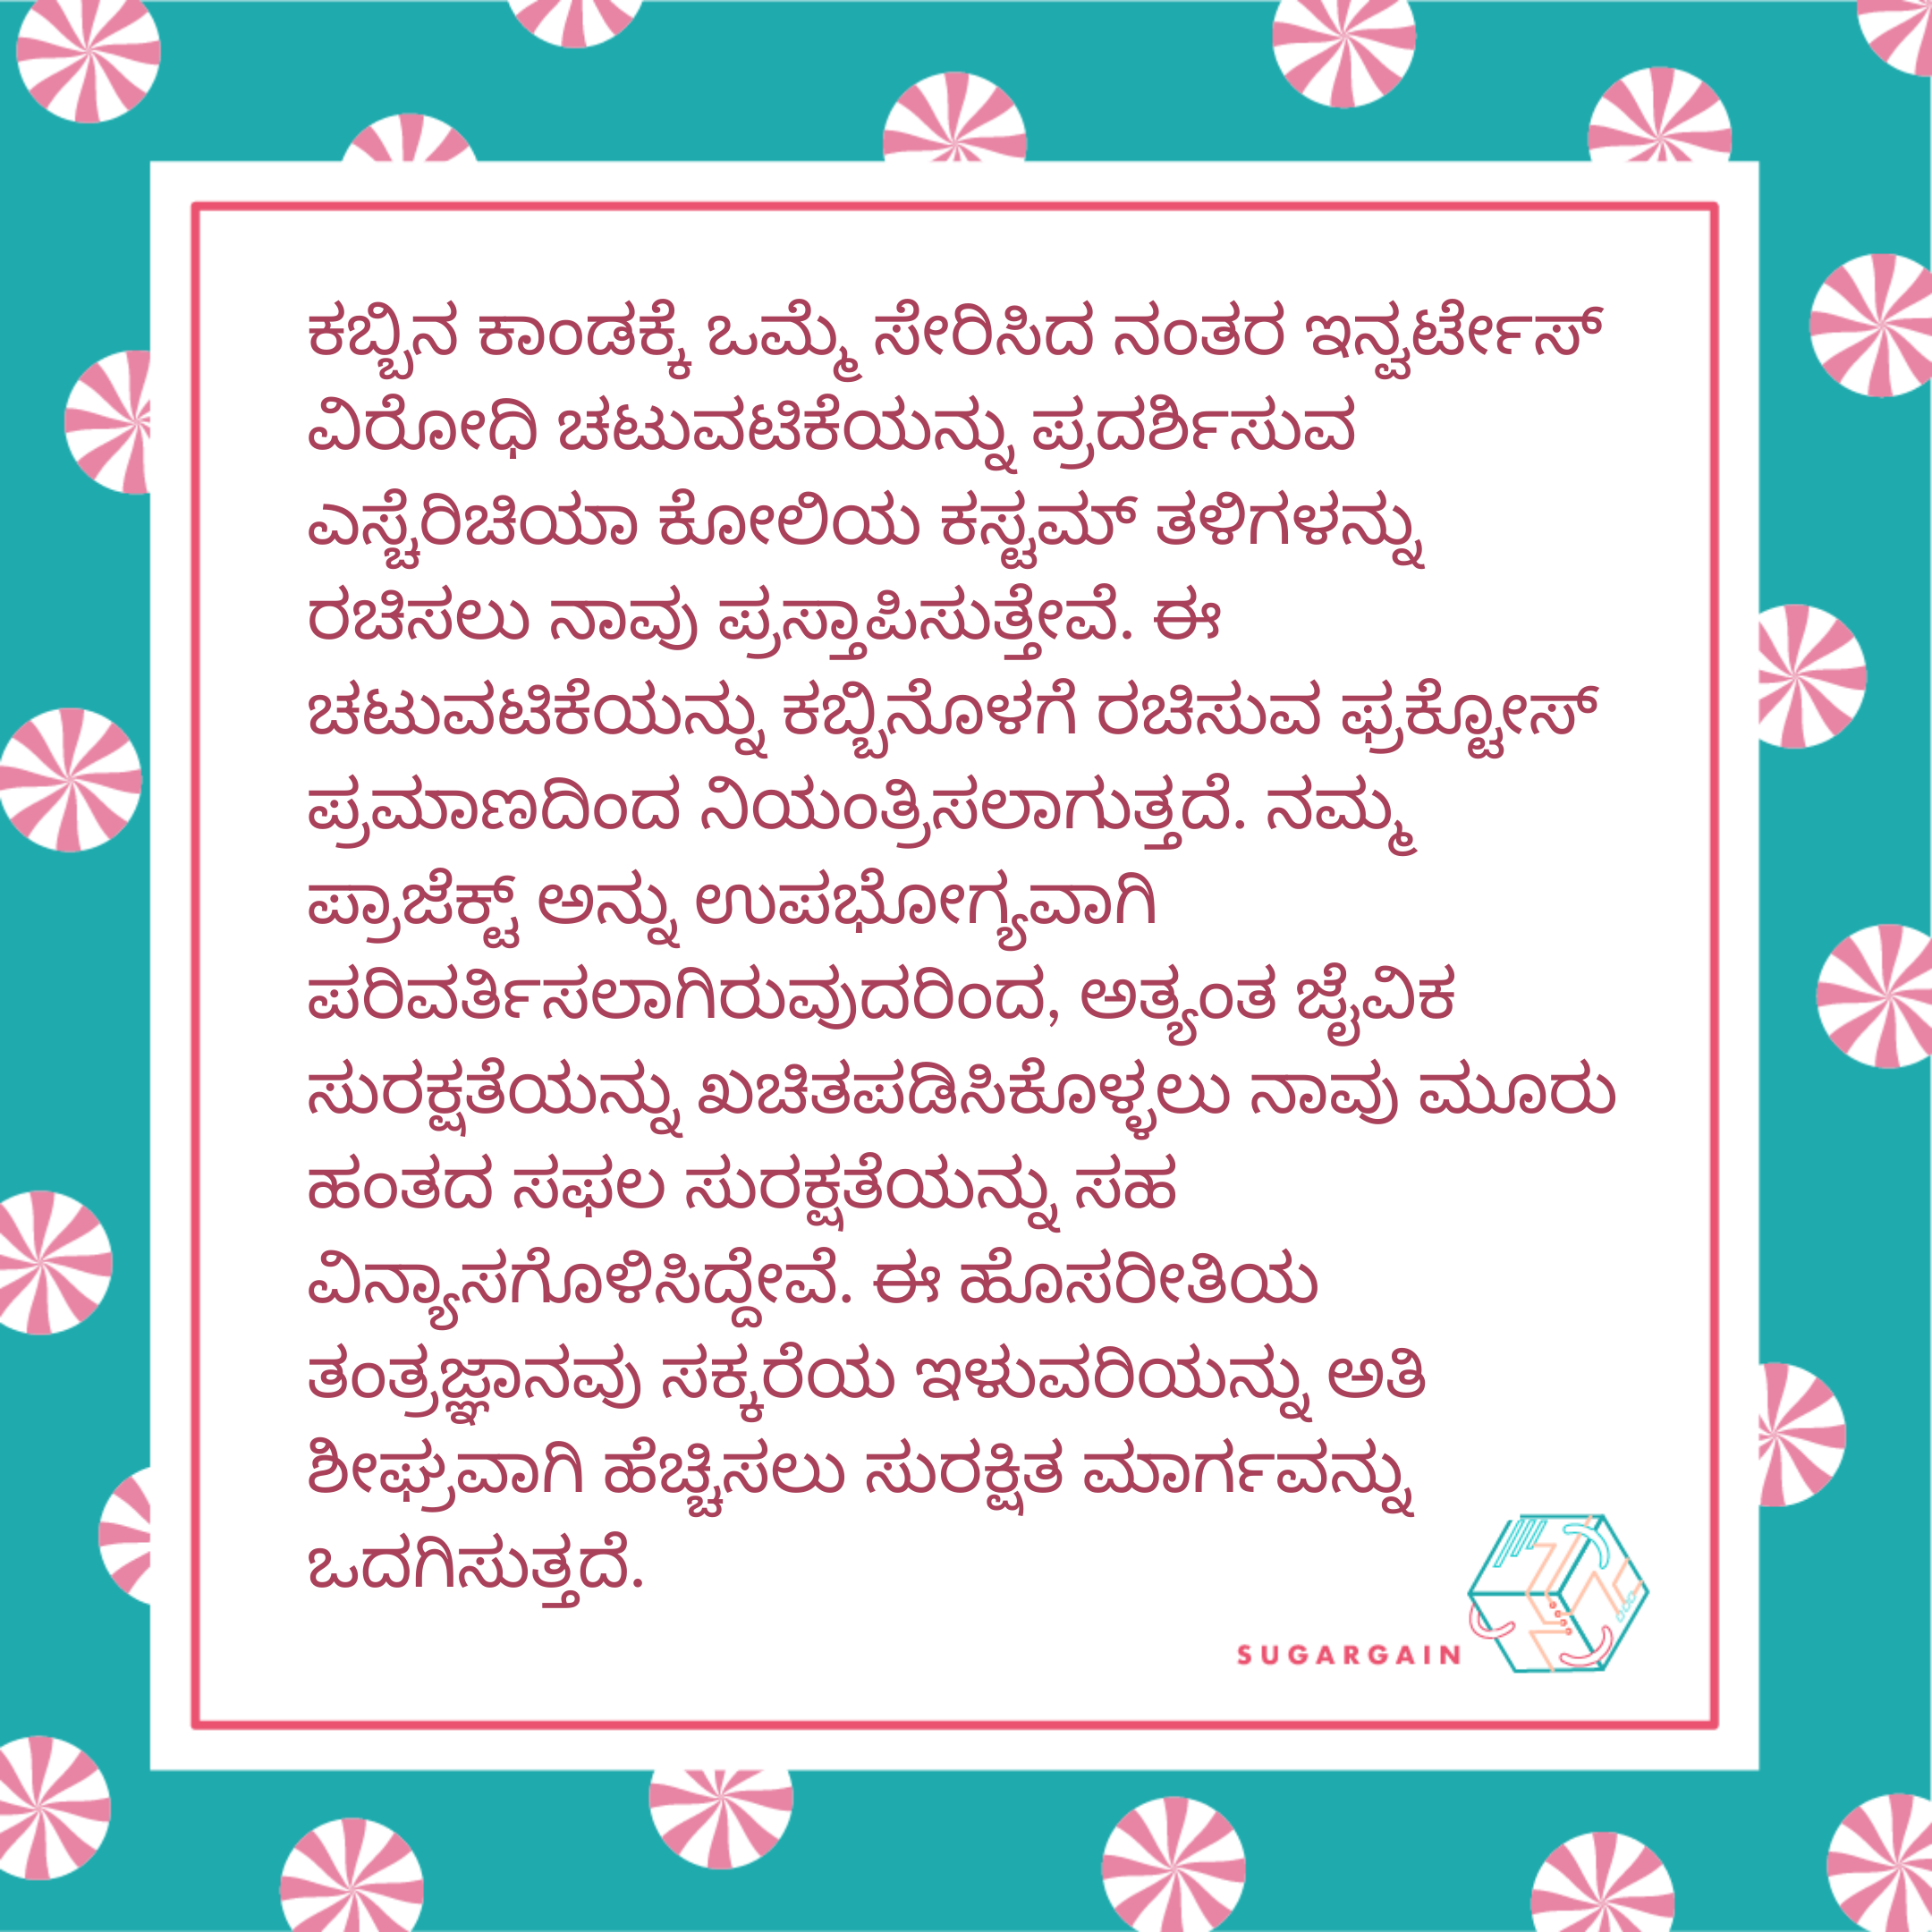 ಕಬ್ಬಿನ ಕಾಂಡಕ್ಕೆ ಒಮ್ಮೆ ಸೇರಿಸಿದ ನಂತರ ಇನ್ವರ್ಟೇಸ್
ವಿರೋಧಿ ಚಟುವಟಿಕೆಯನ್ನು ಪ್ರದರ್ಶಿಸುವ
ಎಸ್ಚೆರಿಚಿಯಾ ಕೋಲಿಯ ಕಸ್ಟಮ್ ತಳಿಗಳನ್ನು
ರಚಿಸಲು ನಾವು ಪ್ರಸ್ತಾಪಿಸುತ್ತೇವೆ. ಈ
ಚಟುವಟಿಕೆಯನ್ನು ಕಬ್ಬಿನೊಳಗೆ ರಚಿಸುವ ಫ್ರಕ್ಟೋಸ್
ಪ್ರಮಾಣದಿಂದ ನಿಯಂತ್ರಿಸಲಾಗುತ್ತದೆ. ನಮ್ಮ
ಪ್ರಾಜೆಕ್ಟ್ ಅನ್ನು ಉಪಭೋಗ್ಯವಾಗಿ
ಪರಿವರ್ತಿಸಲಾಗಿರುವುದರಿಂದ, ಅತ್ಯಂತ ಜೈವಿಕ
ಸುರಕ್ಷತೆಯನ್ನು ಖಚಿತಪಡಿಸಿಕೊಳ್ಳಲು ನಾವು ಮೂರು
ಹಂತದ ಸಫಲ ಸುರಕ್ಷತೆಯನ್ನು ಸಹ
ವಿನ್ಯಾಸಗೊಳಿಸಿದ್ದೇವೆ. ಈ ಹೊಸರೀತಿಯ
ತಂತ್ರಜ್ಞಾನವು ಸಕ್ಕರೆಯ ಇಳುವರಿಯನ್ನು ಅತಿ
ಶೀಘ್ರವಾಗಿ ಹೆಚ್ಚಿಸಲು ಸುರಕ್ಷಿತ ಮಾರ್ಗವನ್ನು
ಒದಗಿಸುತ್ತದೆ.
SUGARGAIN